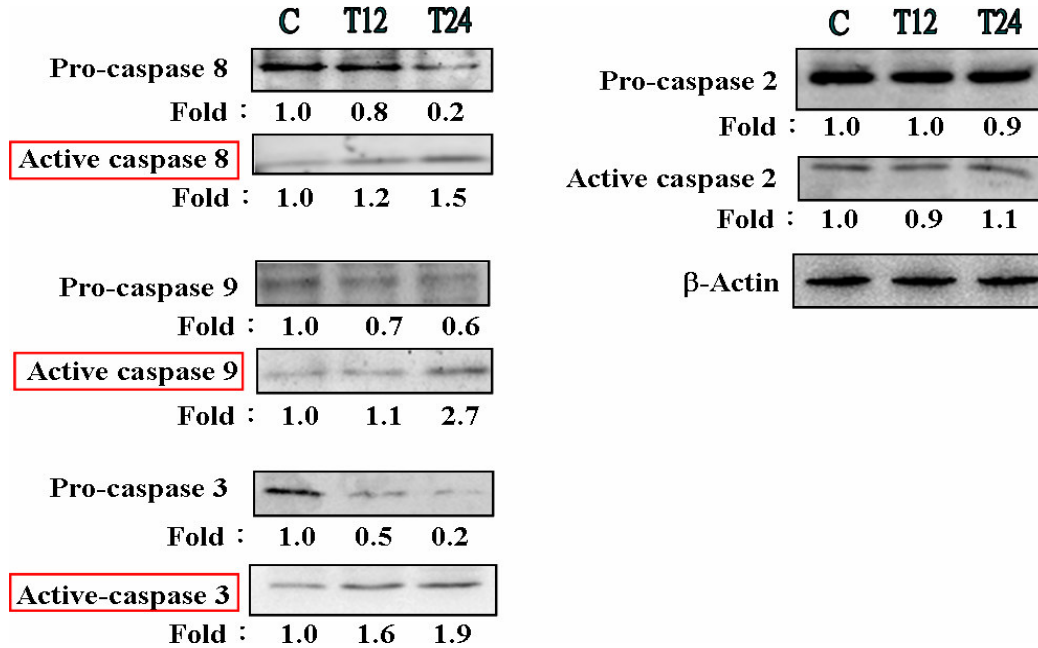 C T12 T24
Pro-caspase 8
Fold : 1.0 0.8 0.2
Active caspase 8
Fold : 1.0 1.2 1.5
Pro-caspase 9
Fold : 1.0 0.7 0.6
Active caspase 9
Fold : 1.0 1.1 2.7
Pro-caspase 3
Fold : 1.0 0.5 0.2
Active-caspase 3
Fold : 1.0 1.6 1.9
C T12 T24
Pro-caspase 2
Fold : 1.0 1.0 0.9
Active caspase 2
Fold : 1.0 0.9 1.1
β-Actin